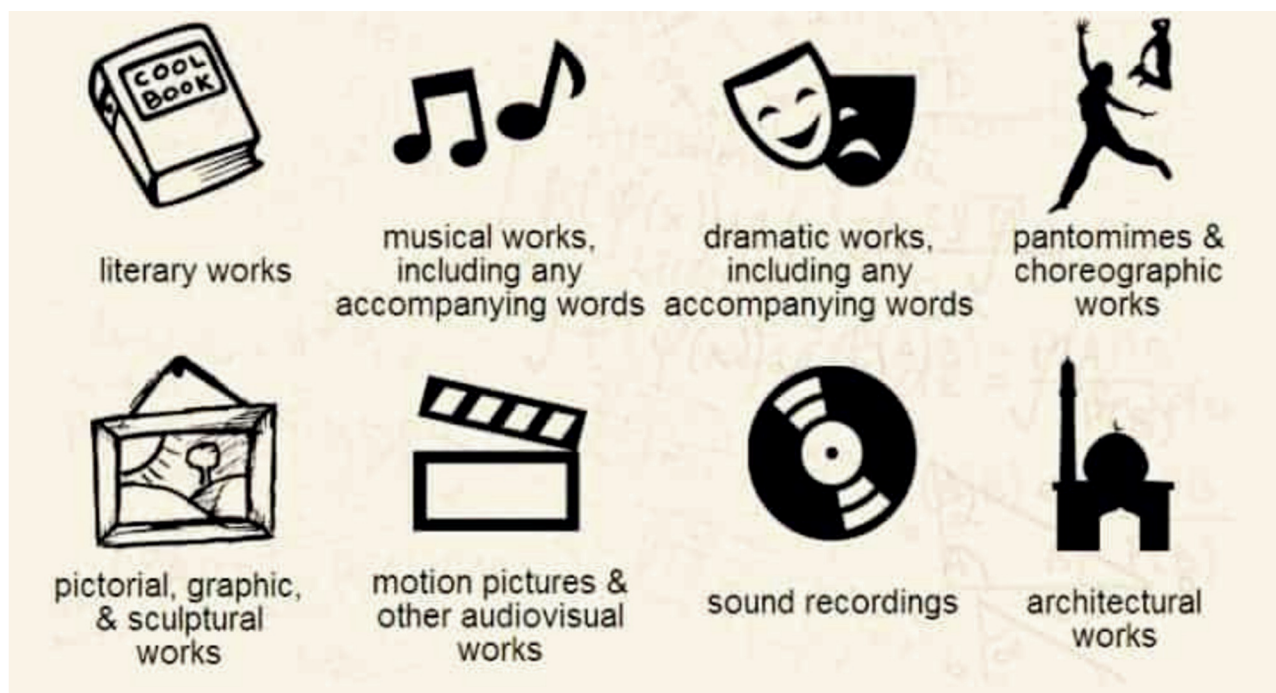 COOL
BOOK
literary works
musical works,
including any
accompanying words
dramatic works,
including any
accompanying words
pantomimes &
choreographic
works
pictorial, graphic,
& sculptural
works
motion pictures &
other audiovisual
works
sound recordings
architectural
works